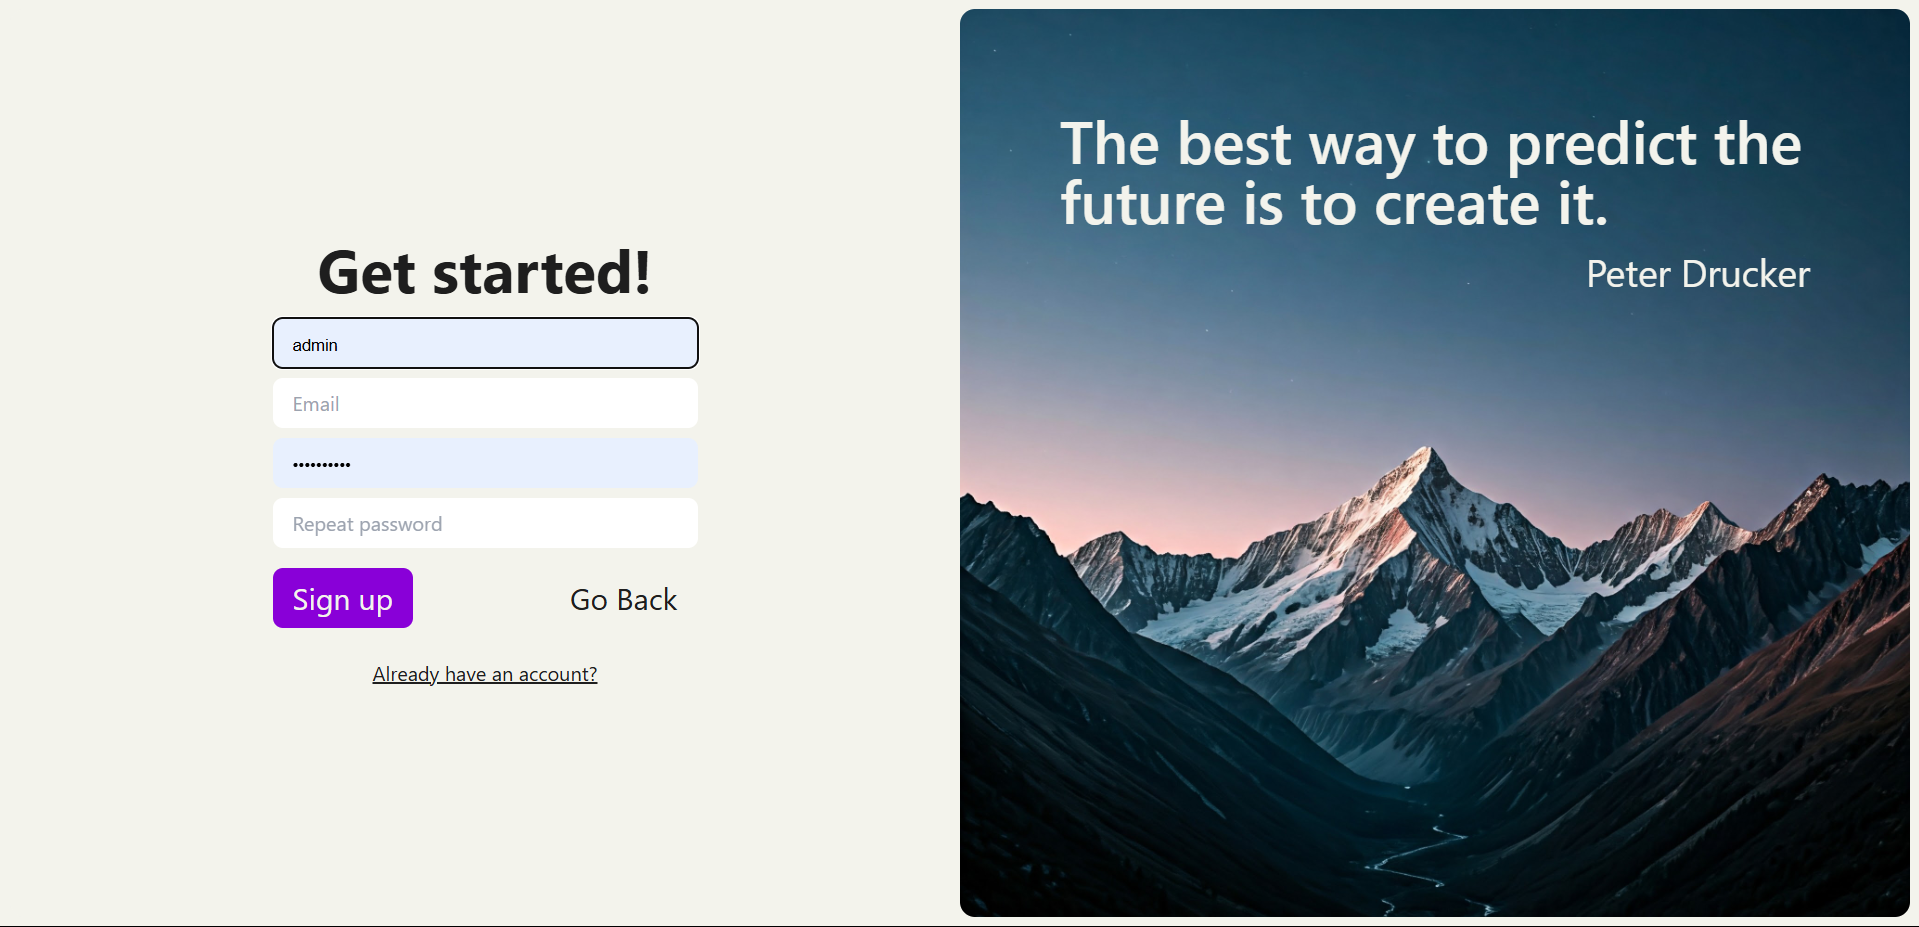 Get started!
admin
Email
••••••••••
Repeat password
Sign up
Go Back
Already have an account?
The best way to predict the
future is to create it.
Peter Drucker